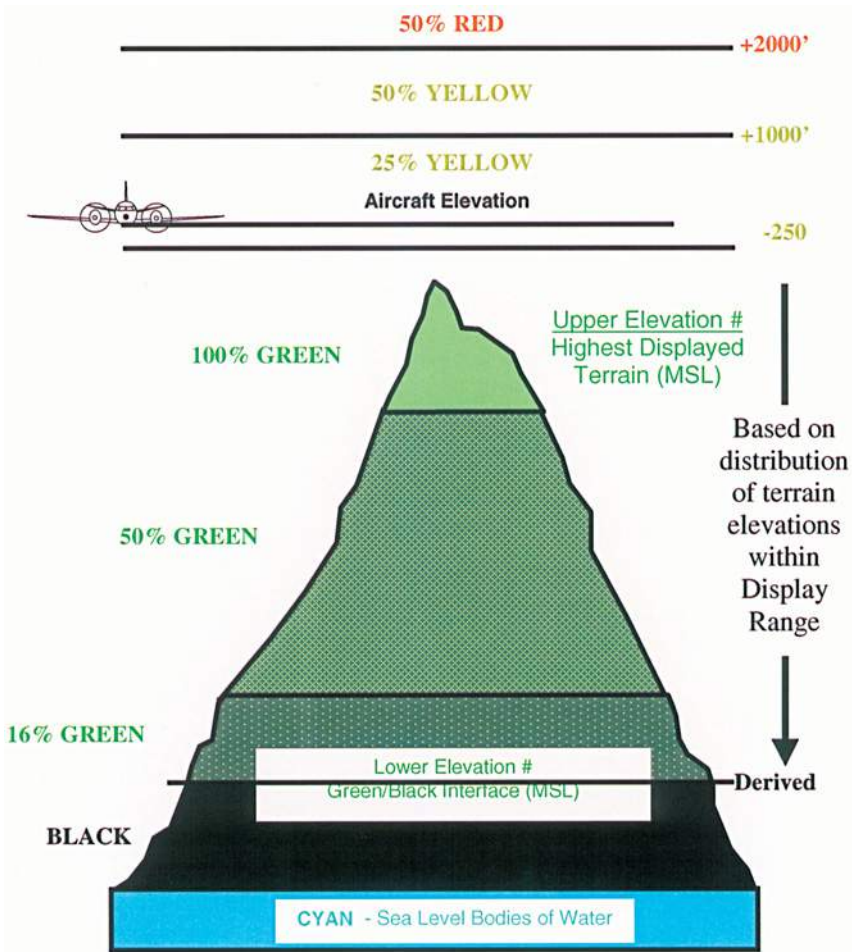 50% RED
+2000’
50% YELLOW
+1000’
25% YELLOW
Aircraft Elevation
-250
Upper Elevation #
Highest Displayed
Terrain (MSL)
100% GREEN
Based on
distribution
of terrain
elevations
within
Display
Range
50% GREEN
16% GREEN
Lower Elevation #
Green/Black Interface (MSL)
Derived
BLACK
CYAN - Sea Level Bodies of Water